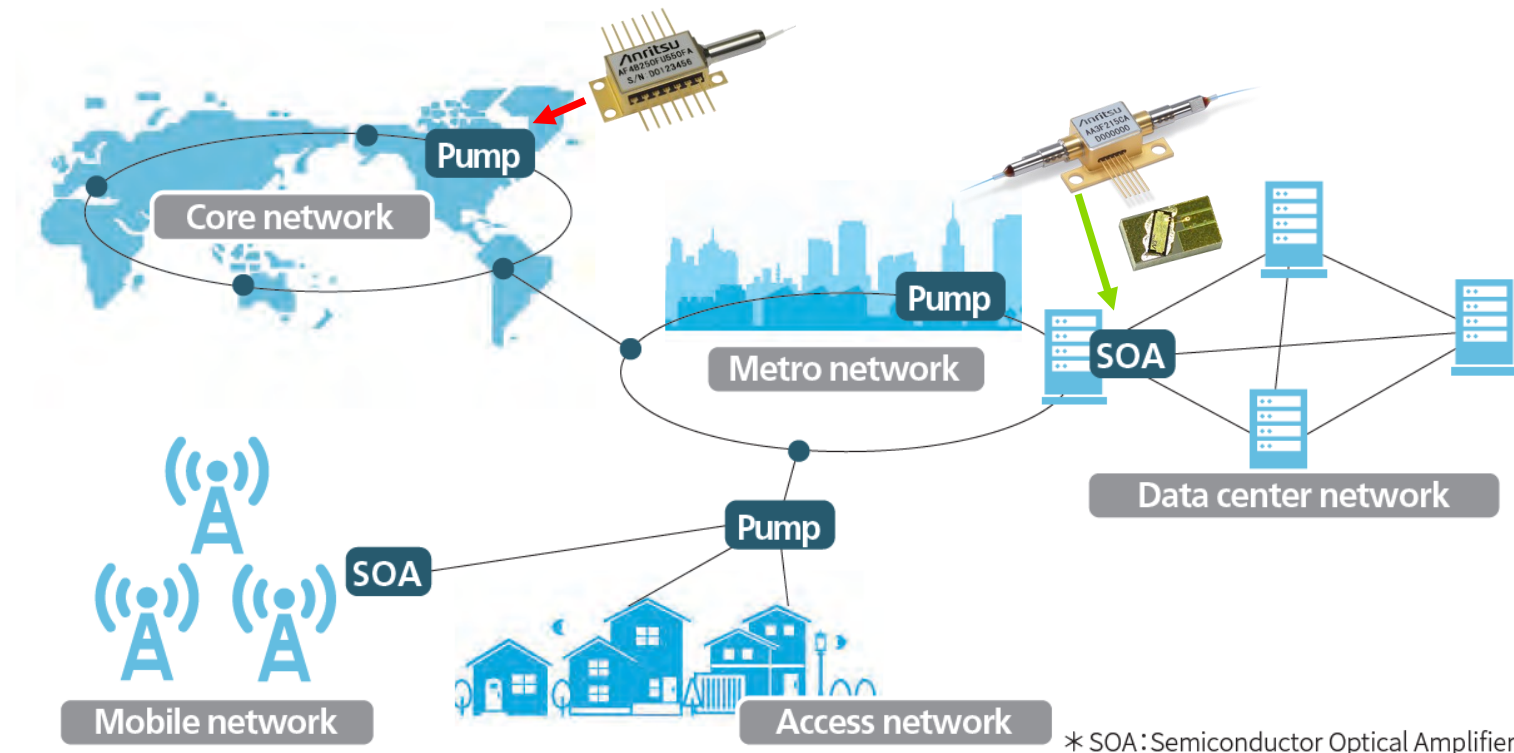 Anritsu
AF4B250FU550FA
S/N D0123456
Pump
Core network
Anritsu
AA3F215CA
D000000
Pump
SOA
Metro network
Data center network
Pump
SOA
Mobile network
Access network
＊SOA：Semiconductor Optical Amplifier